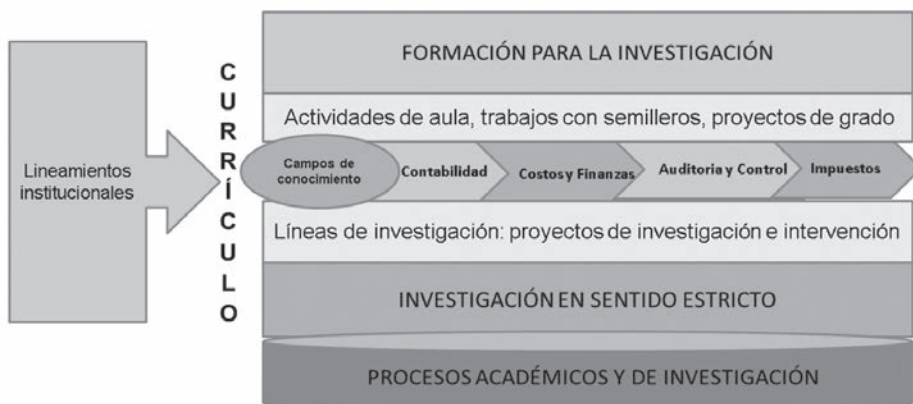 Lineamientos
institucionales
CURRÍCULO
FORMACIÓN PARA LA INVESTIGACIÓN
Actividades de aula, trabajos con semilleros, proyectos de grado
Campos de
conocimiento
Contabilidad
Costos y Finanzas
Auditoria y Control
Impuestos
Líneas de investigación: proyectos de investigación e intervención
INVESTIGACIÓN EN SENTIDO ESTRICTO
PROCESOS ACADÉMICOS Y DE INVESTIGACIÓN